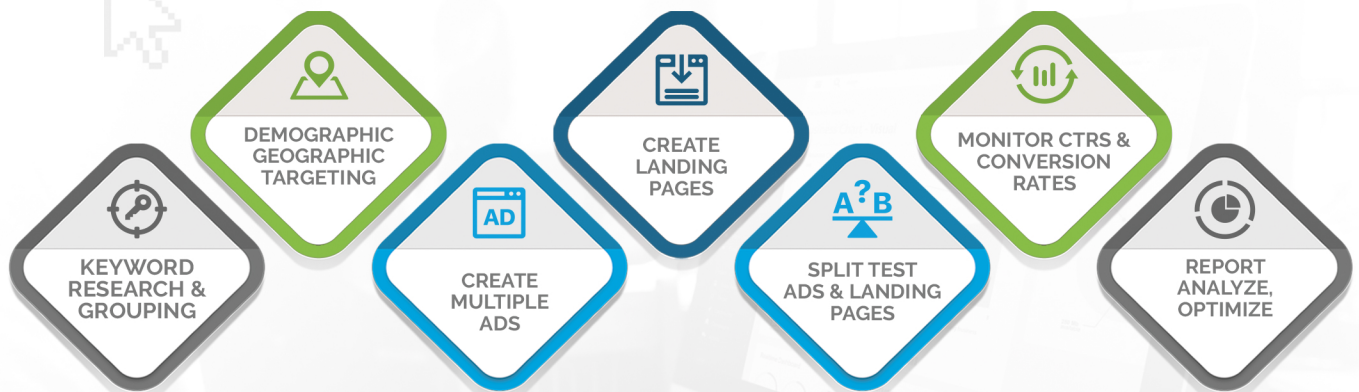 KEYWORD
RESEARCH &
GROUPING
DEMOGRAPHIC
GEOGRAPHIC
TARGETING
AD
CREATE
MULTIPLE
ADS
CREATE
LANDING
PAGES
A?B
SPLIT TEST
ADS & LANDING
PAGES
MONITOR CTRS &
CONVERSION
RATES
REPORT
ANALYZE,
OPTIMIZE